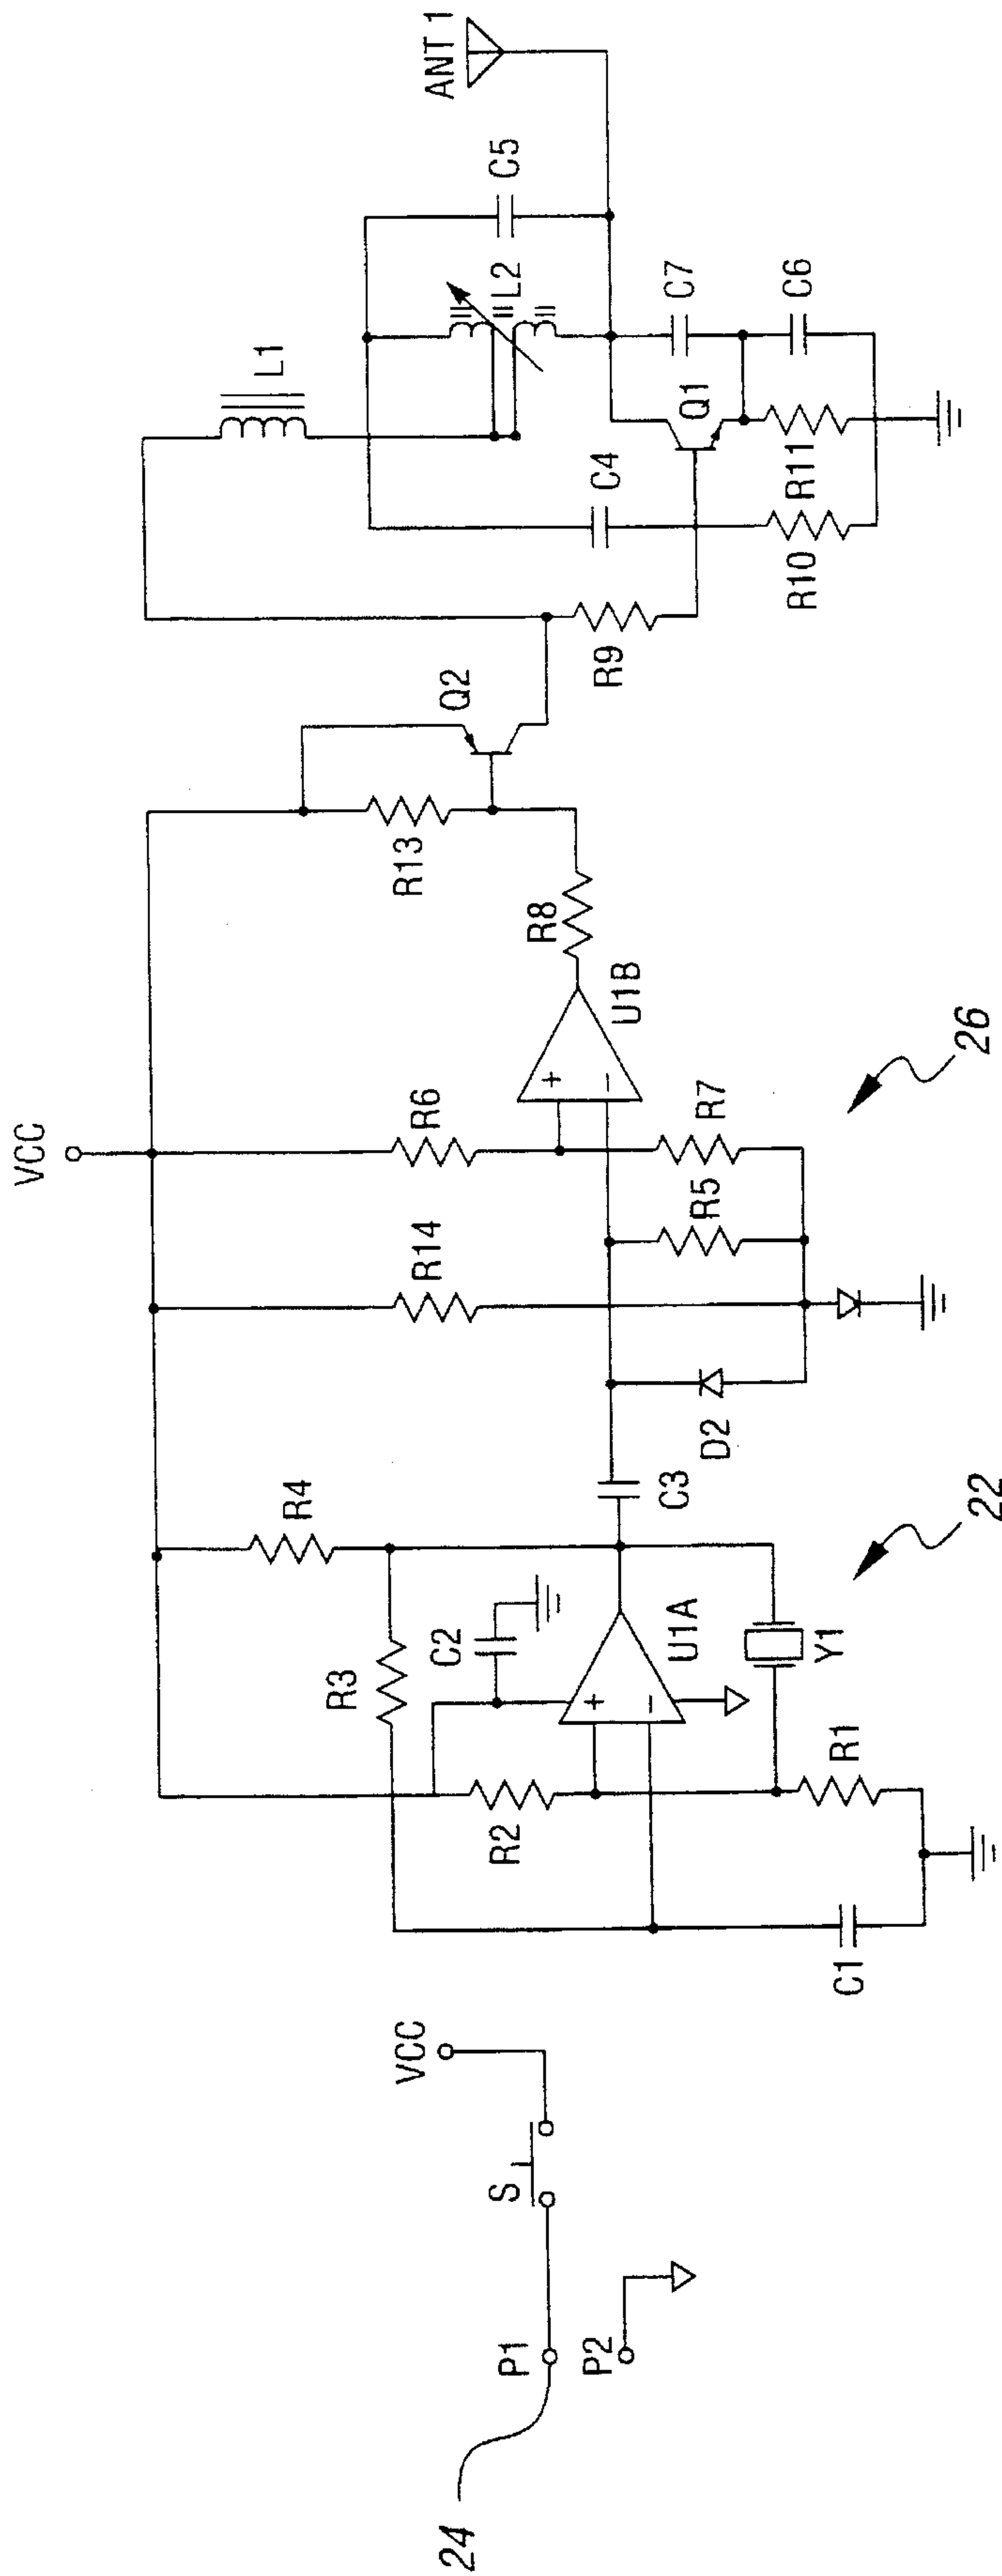 24
P1
P2
S
VCC
C1
R2
R3
C2
R4
+
−
U1A
Y1
R1
22
VCC
C3
D2
R14
R5
R6
R7
+
−
U1B
26
R8
R13
Q2
R9
L1
C4
R10
Q1
R11
L2
C7
C6
C5
ANT 1